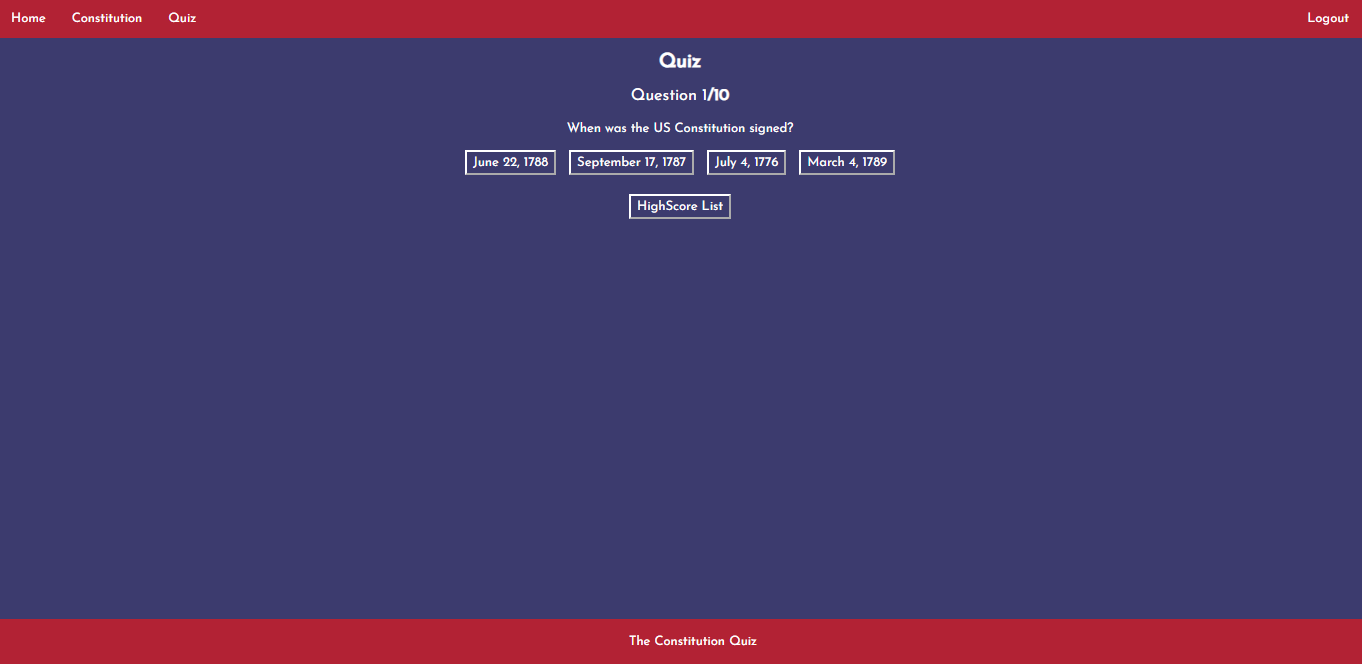 Home Constitution Quiz Logout
Quiz
Question 1/10
When was the US Constitution signed?
June 22, 1788 September 17, 1787 July 4, 1776 March 4, 1789
HighScore List
The Constitution Quiz